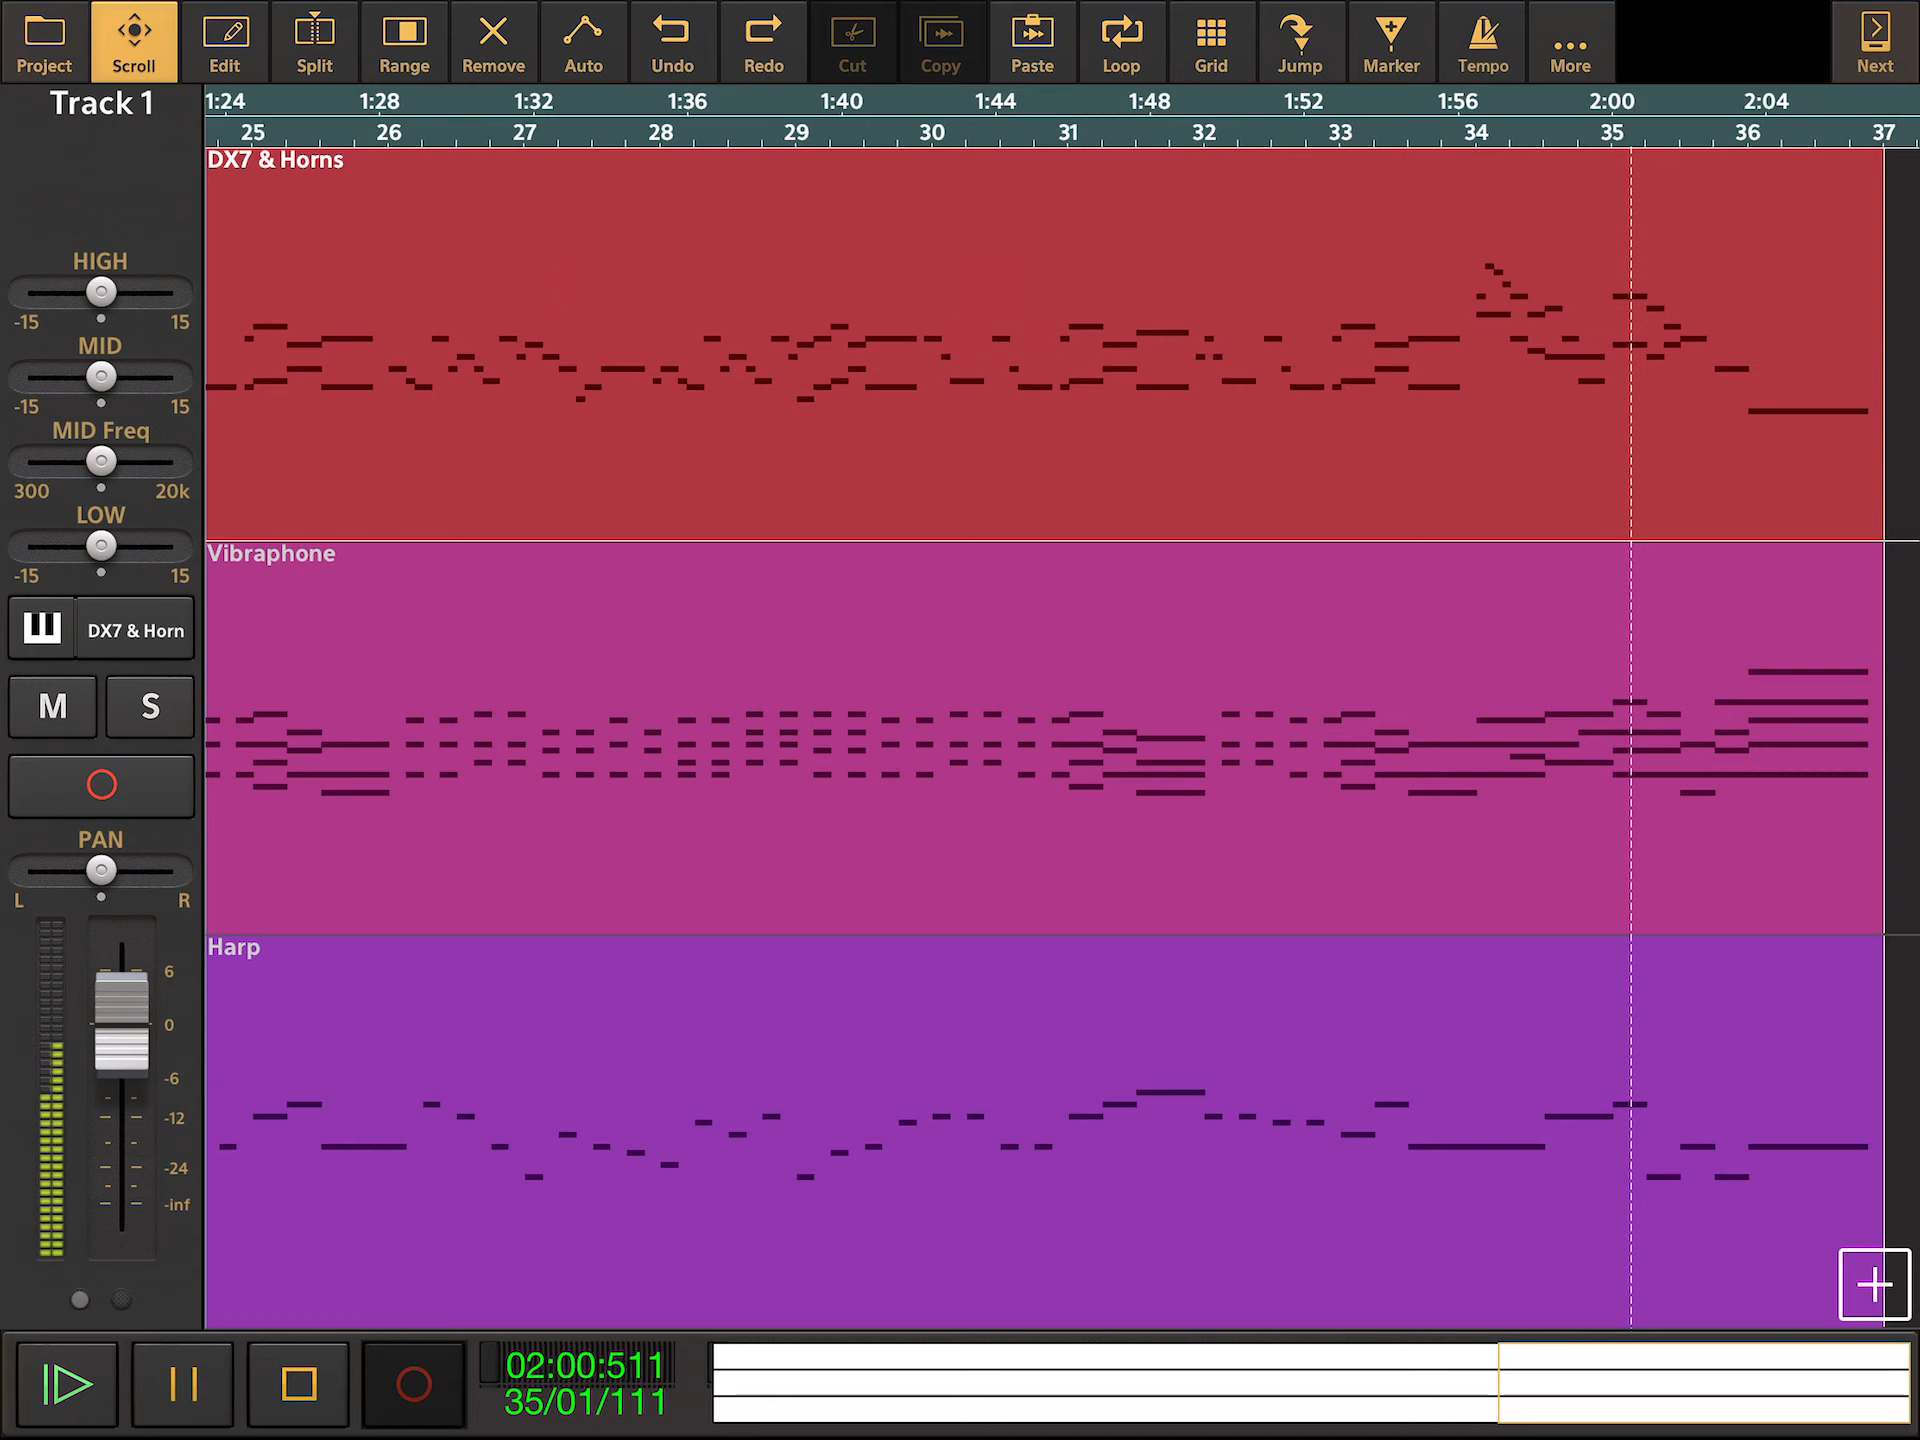 Project Scroll Edit Split Range Remove Auto Undo Redo Cut Copy Paste Loop Grid Jump Marker Tempo More Next
Track 1
1:24 1:28 1:32 1:36 1:40 1:44 1:48 1:52 1:56 2:00 2:04
25 26 27 28 29 30 31 32 33 34 35 36 37
DX7 & Horns
HIGH
-15 15
MID
-15 15
MID Freq
300 20k
LOW
-15 15
DX7 & Horn
M S
PAN
L R
6
0
-6
-12
-24
-inf
Vibraphone
Harp
02:00:511
35/01/111